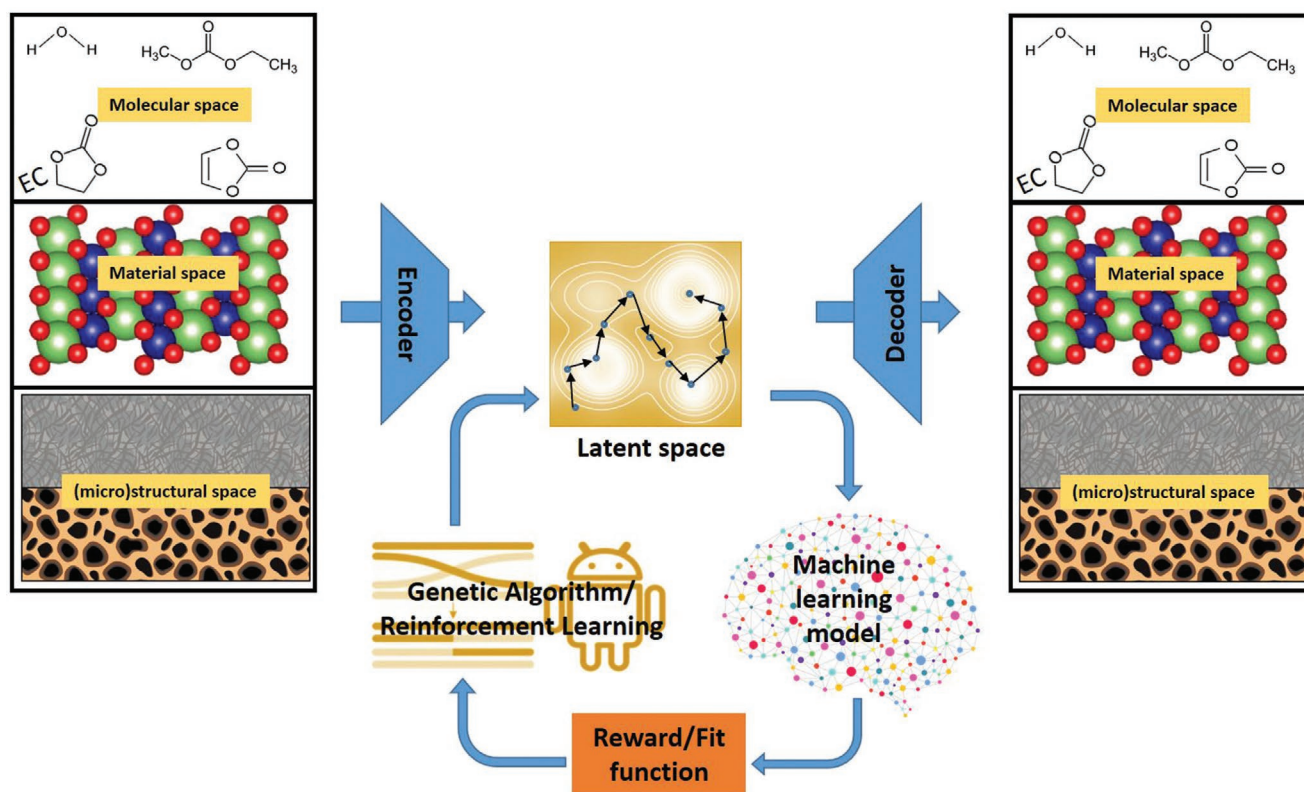 O
H H
O
H₃C
O O CH₃
Molecular space
O
O
O
EC
O
O
O
Material space
(micro)structural space
Encoder
Latent space
Decoder
Genetic Algorithm/
Reinforcement Learning
Machine
learning
model
Reward/Fit
function
O
H H
O
H₃C
O O CH₃
Molecular space
O
O
O
EC
O
O
O
Material space
(micro)structural space